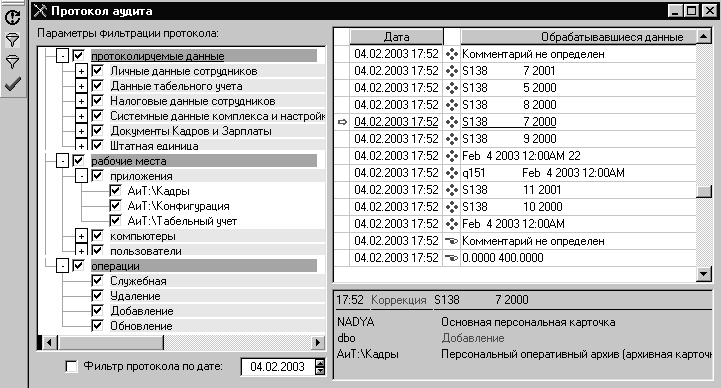 Протокол аудита
Параметры фильтрации протокола:
протоколируемые данные
Личные данные сотрудников
Данные табельного учета
Налоговые данные сотрудников
Системные данные комплекса и настройк
Документы Кадров и Зарплаты
Штатная единица
рабочие места
приложения
АиТ:\Кадры
АиТ:\Конфигурация
АиТ:\Табельный учет
компьютеры
пользователи
операции
Служебная
Удаление
Добавление
Обновление
Фильтр протокола по дате: 04.02.2003
Дата Обрабатывавшиеся данные
04.02.2003 17:52 Комментарий не определен
04.02.2003 17:52 S138 7 2001
04.02.2003 17:52 S138 5 2000
04.02.2003 17:52 S138 8 2000
04.02.2003 17:52 S138 7 2000
04.02.2003 17:52 S138 9 2000
04.02.2003 17:52 Feb 4 2003 12:00AM 22
04.02.2003 17:52 q151 Feb 4 2003 12:00AM
04.02.2003 17:52 S138 11 2001
04.02.2003 17:52 S138 10 2000
04.02.2003 17:52 Feb 4 2003 12:00AM
04.02.2003 17:52 Комментарий не определен
04.02.2003 17:52 0.0000 400.0000
17:52 Коррекция S138 7 2000
NADYA Основная персональная карточка
dbo Добавление
АиТ:\Кадры Персональный оперативный архив (архивная карточк